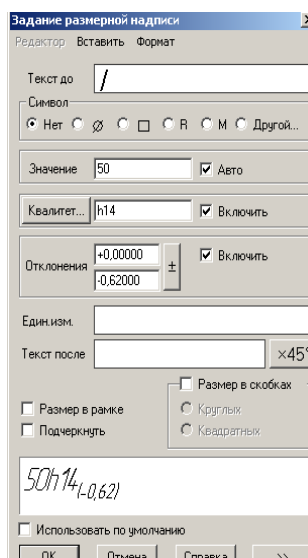 Задание размерной надписи
Редактор Вставить Формат
Текст до /
Символ
Нет ⌀ □ R M Другой...
Значение 50 Авто
Квалитет... h14 Включить
+0,00000
Отклонения ± Включить
-0,62000
Един.изм.
Текст после ×45°
Размер в скобках
Размер в рамке Круглых
Подчеркнуть Квадратных
50h14(-0,62)
Использовать по умолчанию
OK Отмена Справка >>